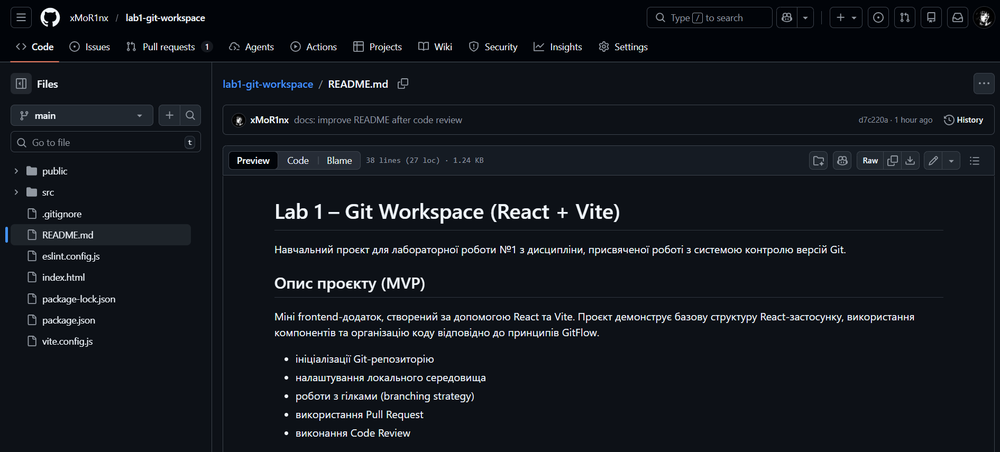 xMoR1nx / lab1-git-workspace
Type / to search
Code
Issues
Pull requests 1
Agents
Actions
Projects
Wiki
Security
Insights
Settings
Files
main
Go to file
t
public
src
.gitignore
README.md
eslint.config.js
index.html
package-lock.json
package.json
vite.config.js
lab1-git-workspace / README.md
xMoR1nx docs: improve README after code review
d7c220a · 1 hour ago
History
Preview
Code
Blame
38 lines (27 loc) · 1.24 KB
Raw
Lab 1 – Git Workspace (React + Vite)
Навчальний проєкт для лабораторної роботи №1 з дисципліни, присвяченої роботі з системою контролю версій Git.
Опис проєкту (MVP)
Міні frontend-додаток, створений за допомогою React та Vite. Проєкт демонструє базову структуру React-застосунку, використання
компонентів та організацію коду відповідно до принципів GitFlow.
• ініціалізації Git-репозиторію
• налаштування локального середовища
• роботи з гілками (branching strategy)
• використання Pull Request
• виконання Code Review